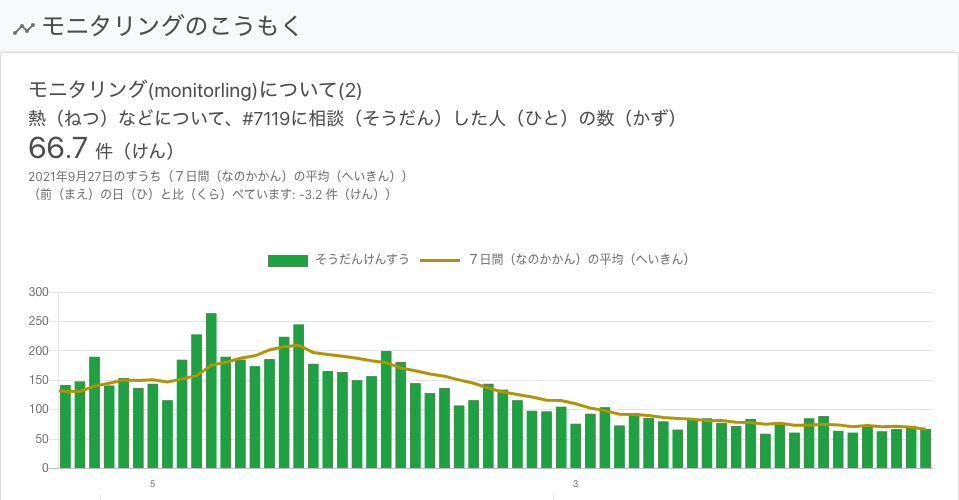 モニタリングのこうもく
モニタリング(monitorling)について(2)
熱（ねつ）などについて、#7119に相談（そうだん）した人（ひと）の数（かず）
66.7 件（けん）
2021年9月27日のすうち（７日間（なのかかん）の平均（へいきん））
（前（まえ）の日（ひ）と比（くら）べています: -3.2 件（けん））
そうだんけんすう
７日間（なのかかん）の平均（へいきん）
300
250
200
150
100
50
0
5
3